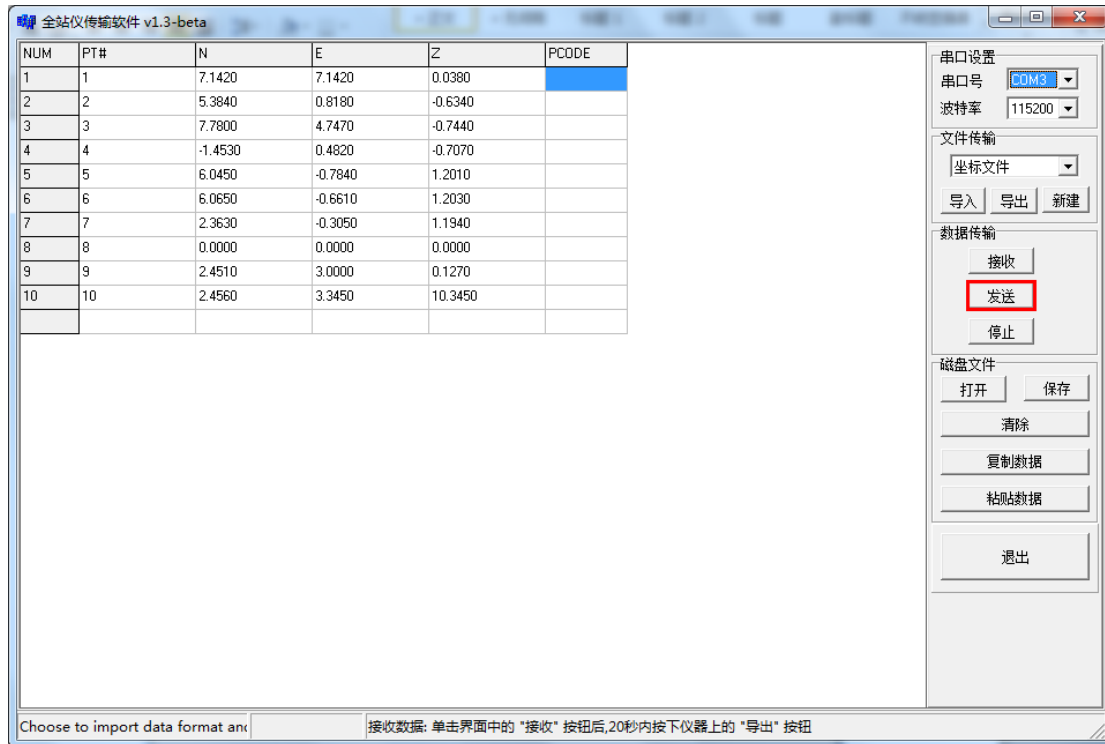 全站仪传输软件 v1.3-beta
NUM PT# N E Z PCODE
1 1 7.1420 7.1420 0.0380
2 2 5.3840 0.8180 -0.6340
3 3 7.7800 4.7470 -0.7440
4 4 -1.4530 0.4820 -0.7070
5 5 6.0450 -0.7840 1.2010
6 6 6.0650 -0.6610 1.2030
7 7 2.3630 -0.3050 1.1940
8 8 0.0000 0.0000 0.0000
9 9 2.4510 3.0000 0.1270
10 10 2.4560 3.3450 10.3450
串口设置
串口号 COM3
波特率 115200
文件传输
坐标文件
导入 导出 新建
数据传输
接收
发送
停止
磁盘文件
打开 保存
清除
复制数据
粘贴数据
退出
Choose to import data format and
接收数据: 单击界面中的 "接收" 按钮后,20秒内按下仪器上的 "导出" 按钮